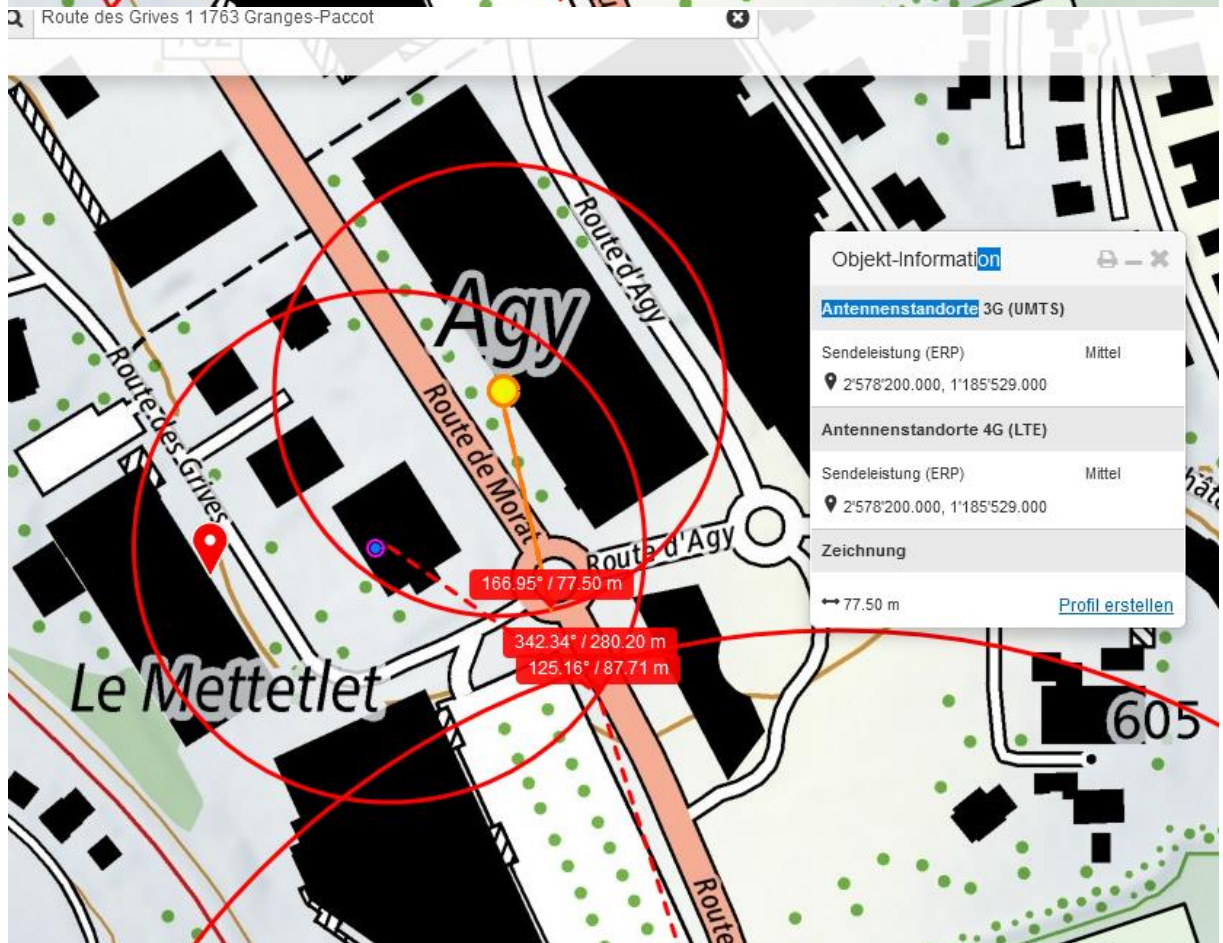 Route des Grives 1 1763 Granges-Paccot
182
Route d'Agy
Agy
Objekt-Information
Antennenstandorte 3G (UMTS)
Sendeleistung (ERP) Mittel
2'578'200.000, 1'185'529.000
Antennenstandorte 4G (LTE)
Sendeleistung (ERP) Mittel
2'578'200.000, 1'185'529.000
Zeichnung
77.50 m Profil erstellen
Route des Grives
Route de Morat
Route d'Agy
166.95° / 77.50 m
342.34° / 280.20 m
125.16° / 87.71 m
Le Mettetlet
605
Route